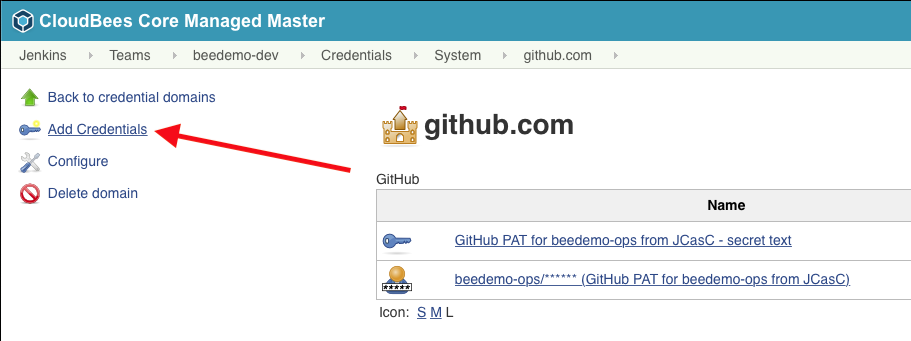 CloudBees Core Managed Master
Jenkins Teams beedemo-dev Credentials System github.com
Back to credential domains
Add Credentials
Configure
Delete domain
github.com
GitHub
Name
GitHub PAT for beedemo-ops from JCasC - secret text
beedemo-ops/****** (GitHub PAT for beedemo-ops from JCasC)
Icon: S M L